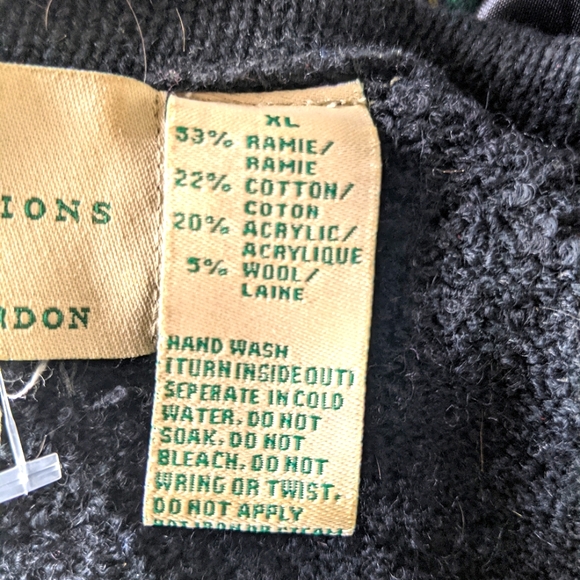 IONS
RDON
XL
53% RAMIE/
RAMIE
22% COTTON/
COTON
20% ACRYLIC/
ACRYLIQUE
5% WOOL/
LAINE
HAND WASH
(TURN INSIDE OUT)
SEPERATE IN COLD
WATER, DO NOT
SOAK, DO NOT
BLEACH, DO NOT
WRING OR TWIST,
DO NOT APPLY